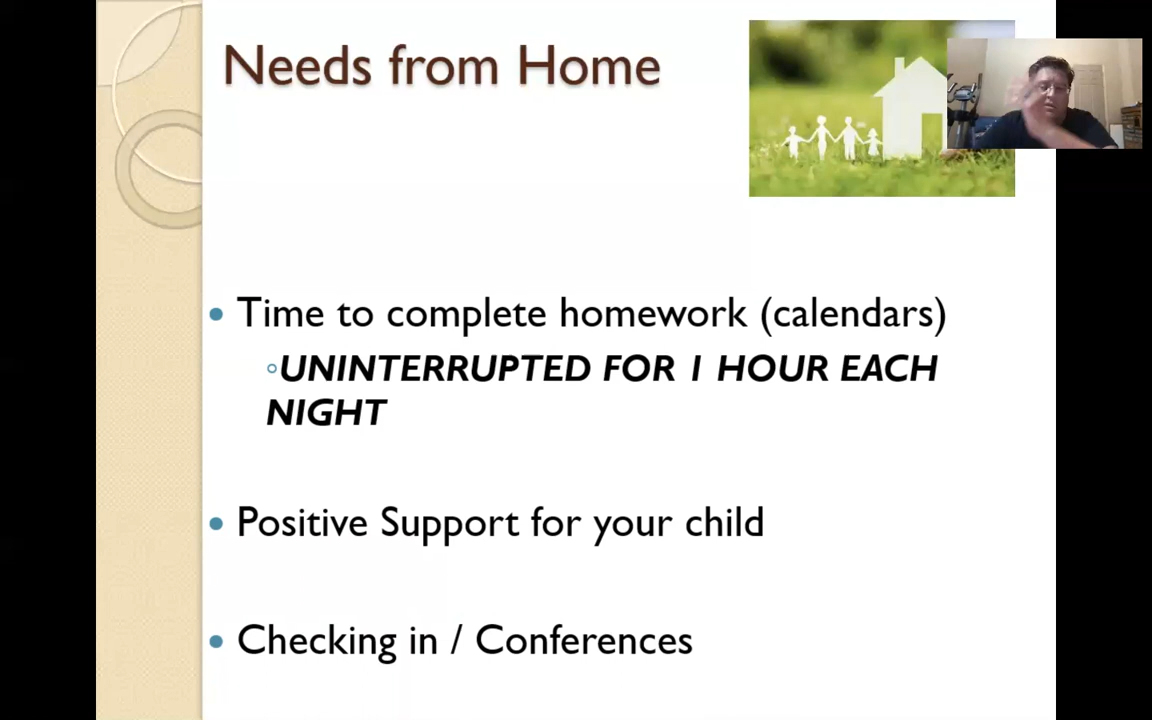 Needs from Home
• Time to complete homework (calendars)
◦UNINTERRUPTED FOR 1 HOUR EACH
NIGHT
• Positive Support for your child
• Checking in / Conferences